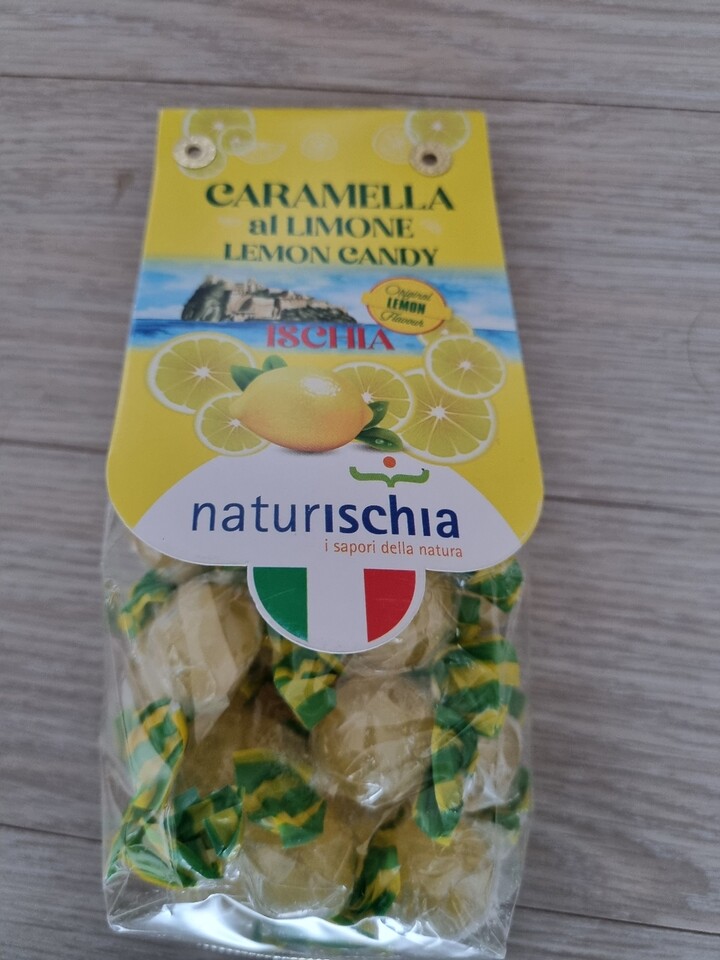 CARAMELLA
al LIMONE
LEMON CANDY
Original
LEMON
Flavour
ISCHIA
naturischia
i sapori della natura